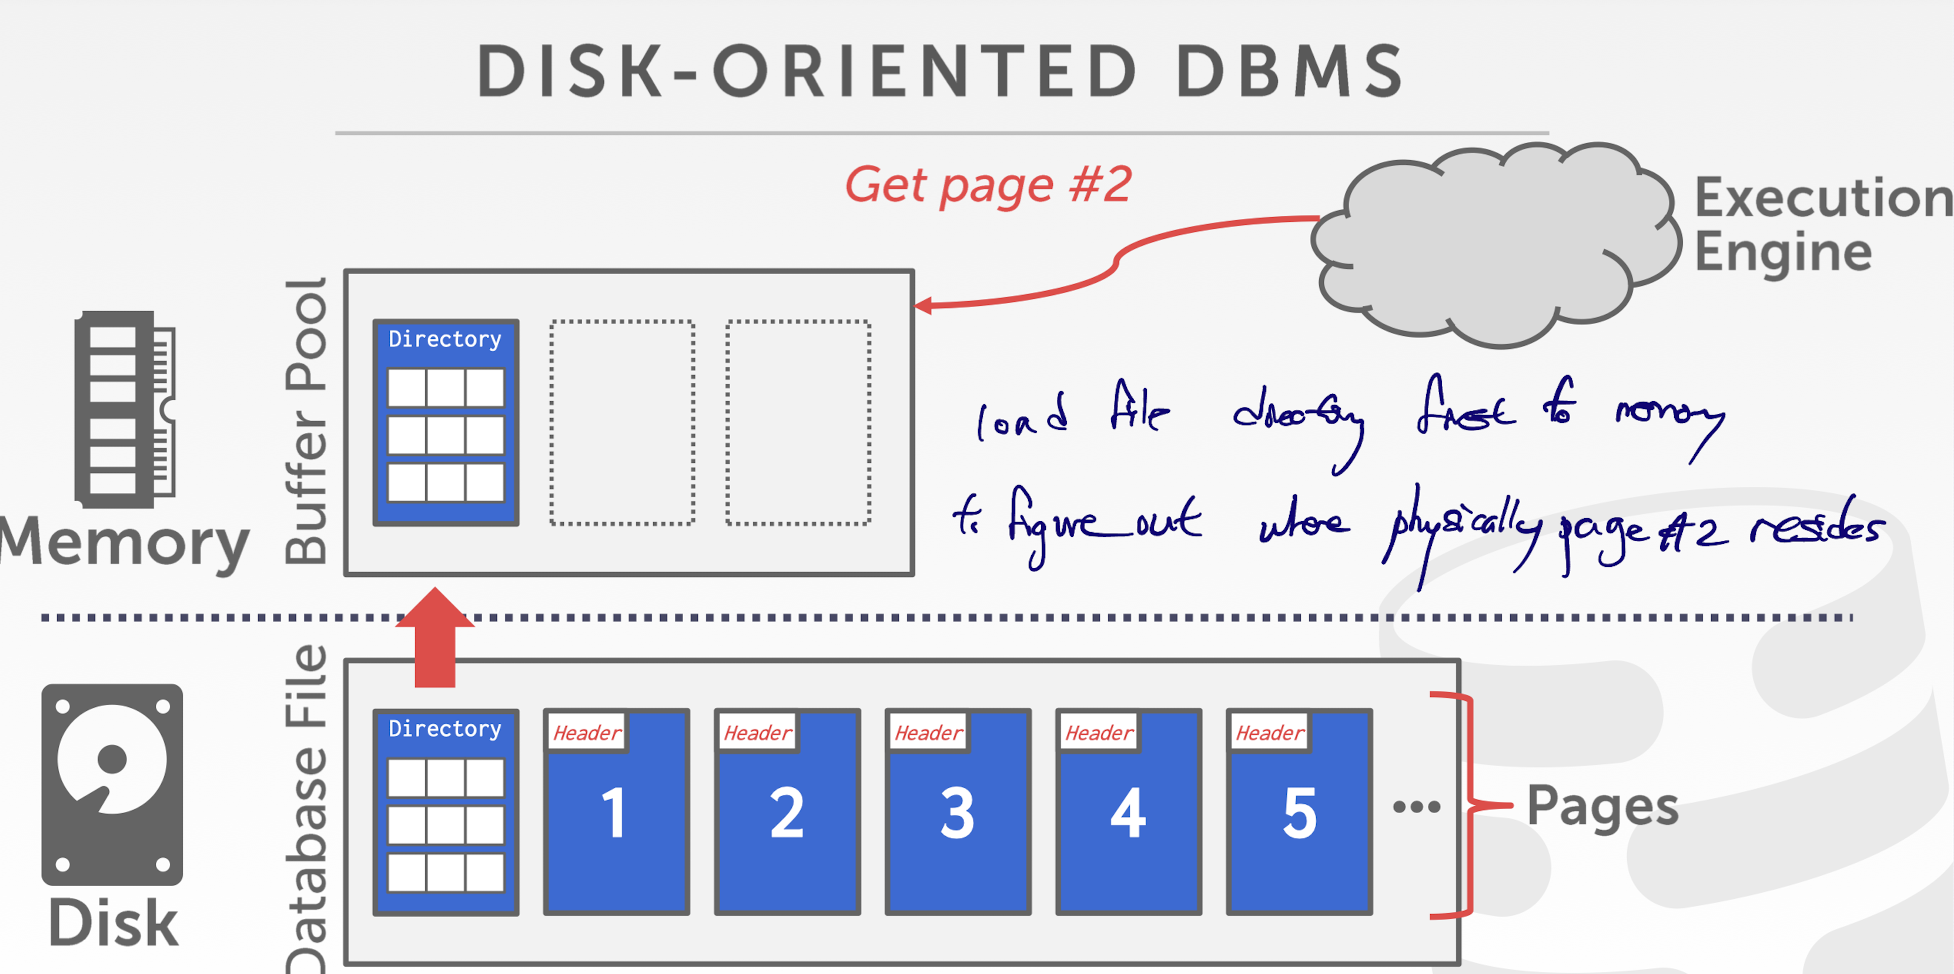 DISK-ORIENTED DBMS
Get page #2
Execution
Engine
Buffer Pool
Directory
Memory
load file directory first to memory
to figure out where physically page #2 resides
Database File
Directory
Header
1
Header
2
Header
3
Header
4
Header
5
...
Pages
Disk